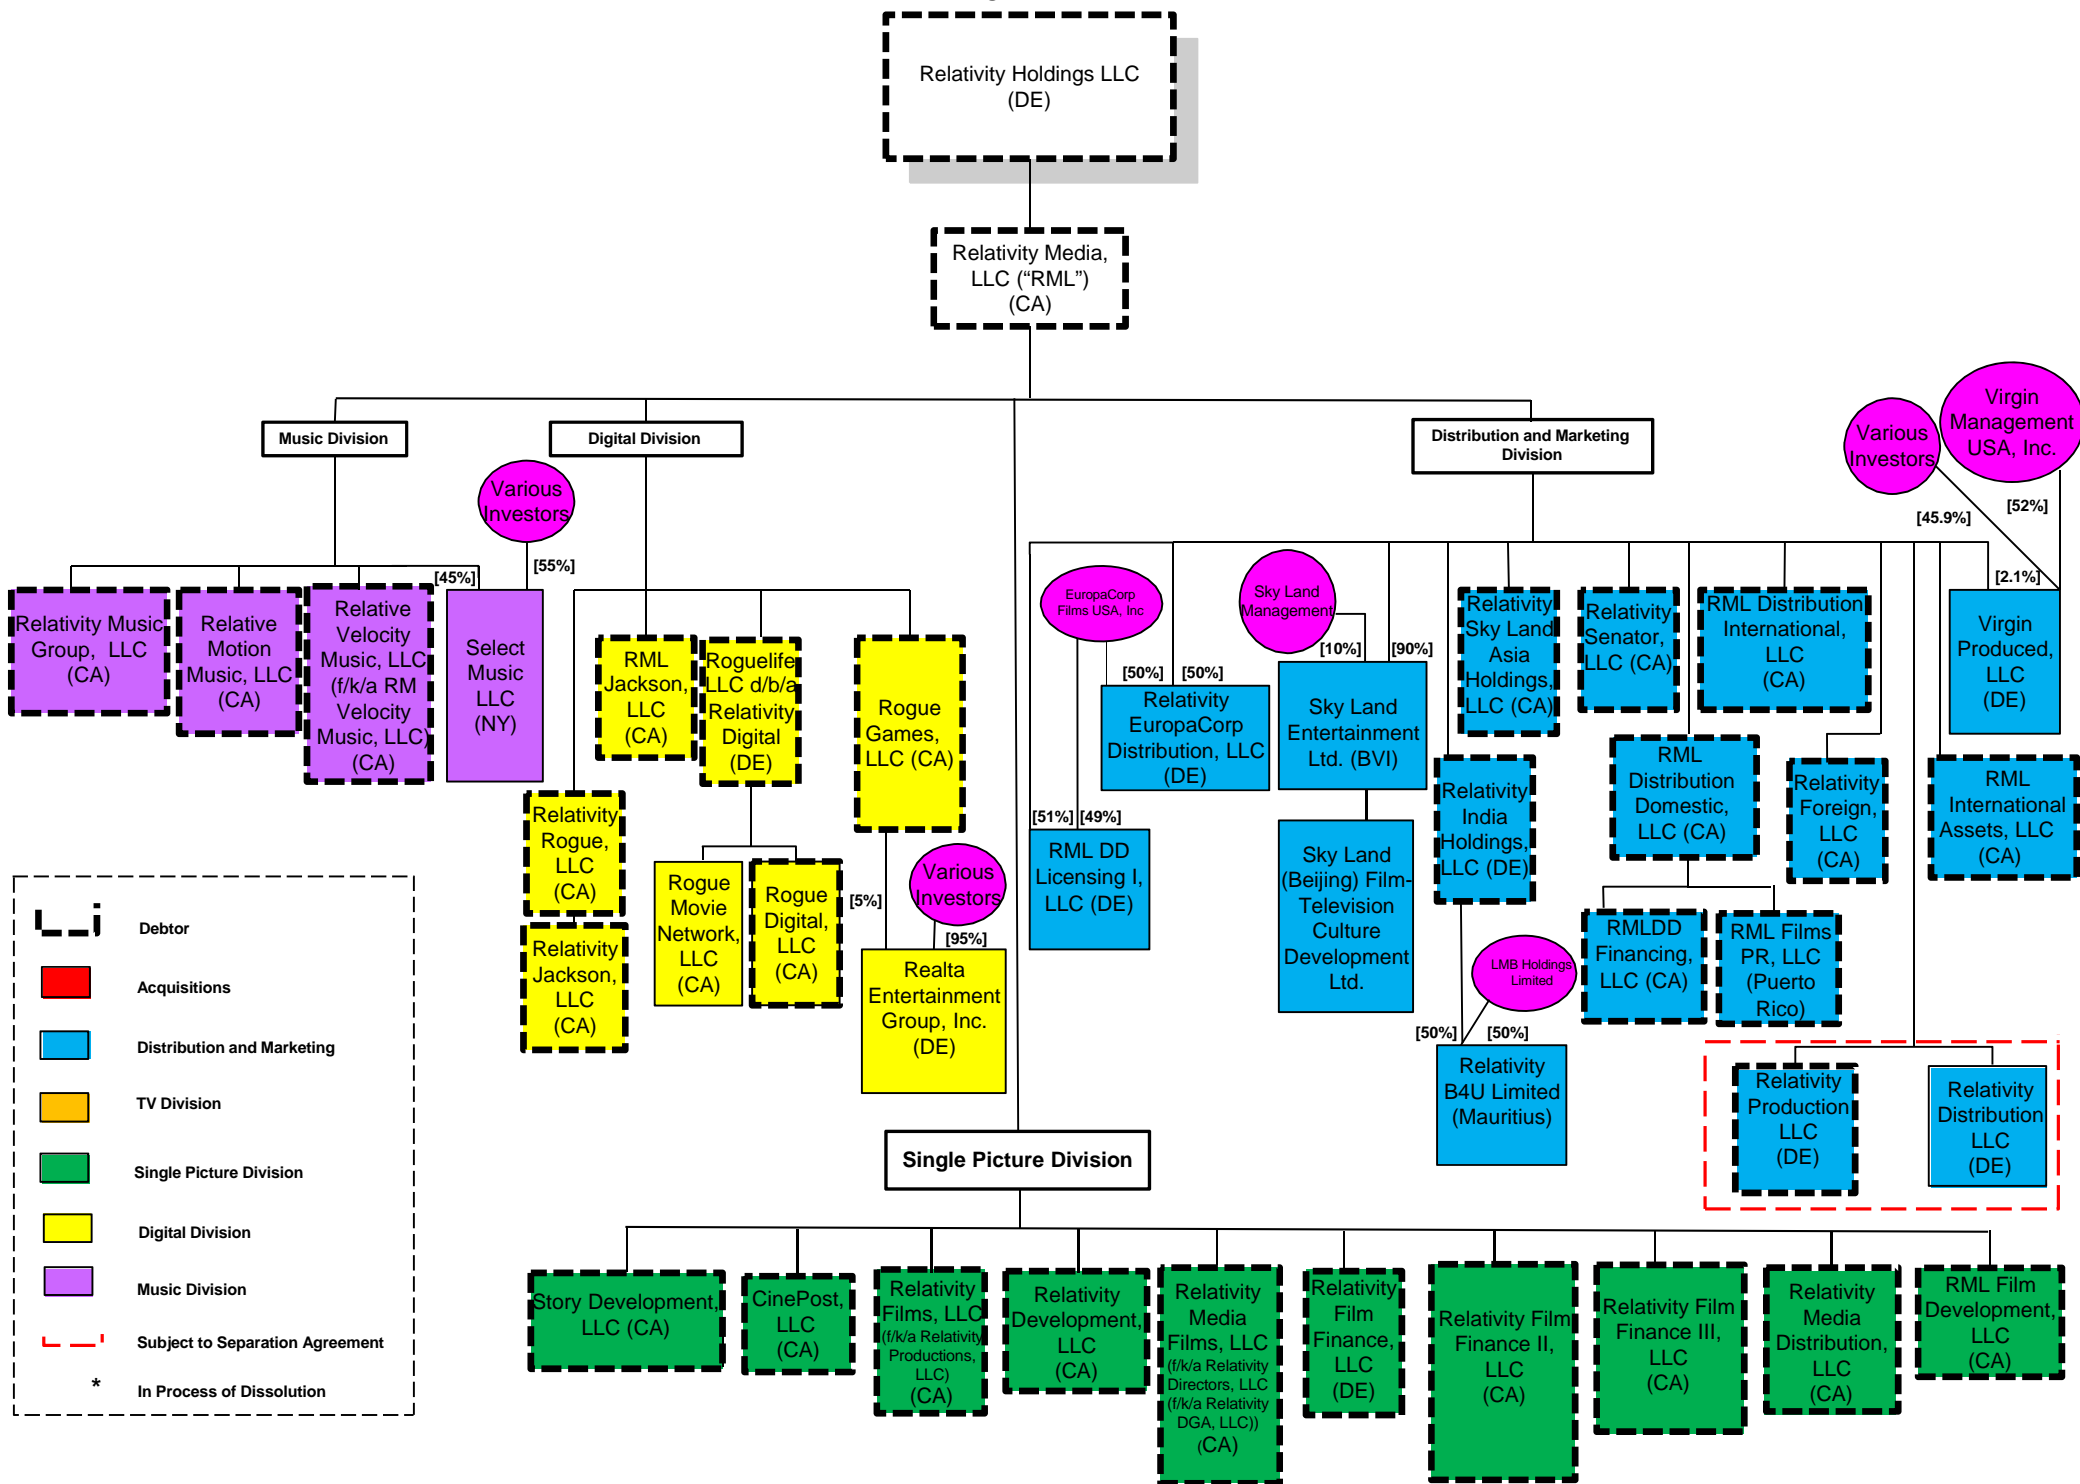 Relativity Holdings LLC
(DE)
Relativity Media,
LLC (“RML”)
(CA)
Music Division
Digital Division
Distribution and Marketing
Division
Various
Investors
Virgin
Management
USA, Inc.
Various
Investors
[45.9%]
[52%]
[45%]
[55%]
[2.1%]
Relativity Music
Group, LLC
(CA)
Relative
Motion
Music, LLC
(CA)
Relative
Velocity
Music, LLC
(f/k/a RM
Velocity
Music, LLC)
(CA)
Select
Music
LLC
(NY)
RML
Jackson,
LLC
(CA)
Roguelife
LLC d/b/a
Relativity
Digital
(DE)
Rogue
Games,
LLC (CA)
Relativity
Rogue,
LLC
(CA)
Relativity
Jackson,
LLC
(CA)
Rogue
Movie
Network,
LLC
(CA)
Rogue
Digital,
LLC
(CA)
[5%]
Various
Investors
[95%]
Realta
Entertainment
Group, Inc.
(DE)
EuropaCorp
Films USA, Inc
[50%]
[50%]
Relativity
EuropaCorp
Distribution, LLC
(DE)
[51%]
[49%]
RML DD
Licensing I,
LLC (DE)
Sky Land
Management
[10%]
[90%]
Sky Land
Entertainment
Ltd. (BVI)
Sky Land
(Beijing) Film-
Television
Culture
Development
Ltd.
Relativity
Sky Land
Asia
Holdings,
LLC (CA)
Relativity
India
Holdings,
LLC (DE)
LMB Holdings
Limited
[50%]
[50%]
Relativity
B4U Limited
(Mauritius)
Relativity
Senator,
LLC (CA)
RML Distribution
International,
LLC
(CA)
RML
Distribution
Domestic,
LLC (CA)
RMLDD
Financing,
LLC (CA)
RML Films
PR, LLC
(Puerto
Rico)
Relativity
Foreign,
LLC
(CA)
Virgin
Produced,
LLC
(DE)
RML
International
Assets, LLC
(CA)
Relativity
Production
LLC
(DE)
Relativity
Distribution
LLC
(DE)
Debtor
Acquisitions
Distribution and Marketing
TV Division
Single Picture Division
Digital Division
Music Division
Subject to Separation Agreement
* In Process of Dissolution
Single Picture Division
Story Development,
LLC (CA)
CinePost,
LLC
(CA)
Relativity
Films, LLC
(f/k/a Relativity
Productions,
LLC)
(CA)
Relativity
Development,
LLC
(CA)
Relativity
Media
Films, LLC
(f/k/a Relativity
Directors, LLC
(f/k/a Relativity
DGA, LLC))
(CA)
Relativity
Film
Finance,
LLC
(DE)
Relativity Film
Finance II,
LLC
(CA)
Relativity Film
Finance III,
LLC
(CA)
Relativity
Media
Distribution,
LLC
(CA)
RML Film
Development,
LLC
(CA)